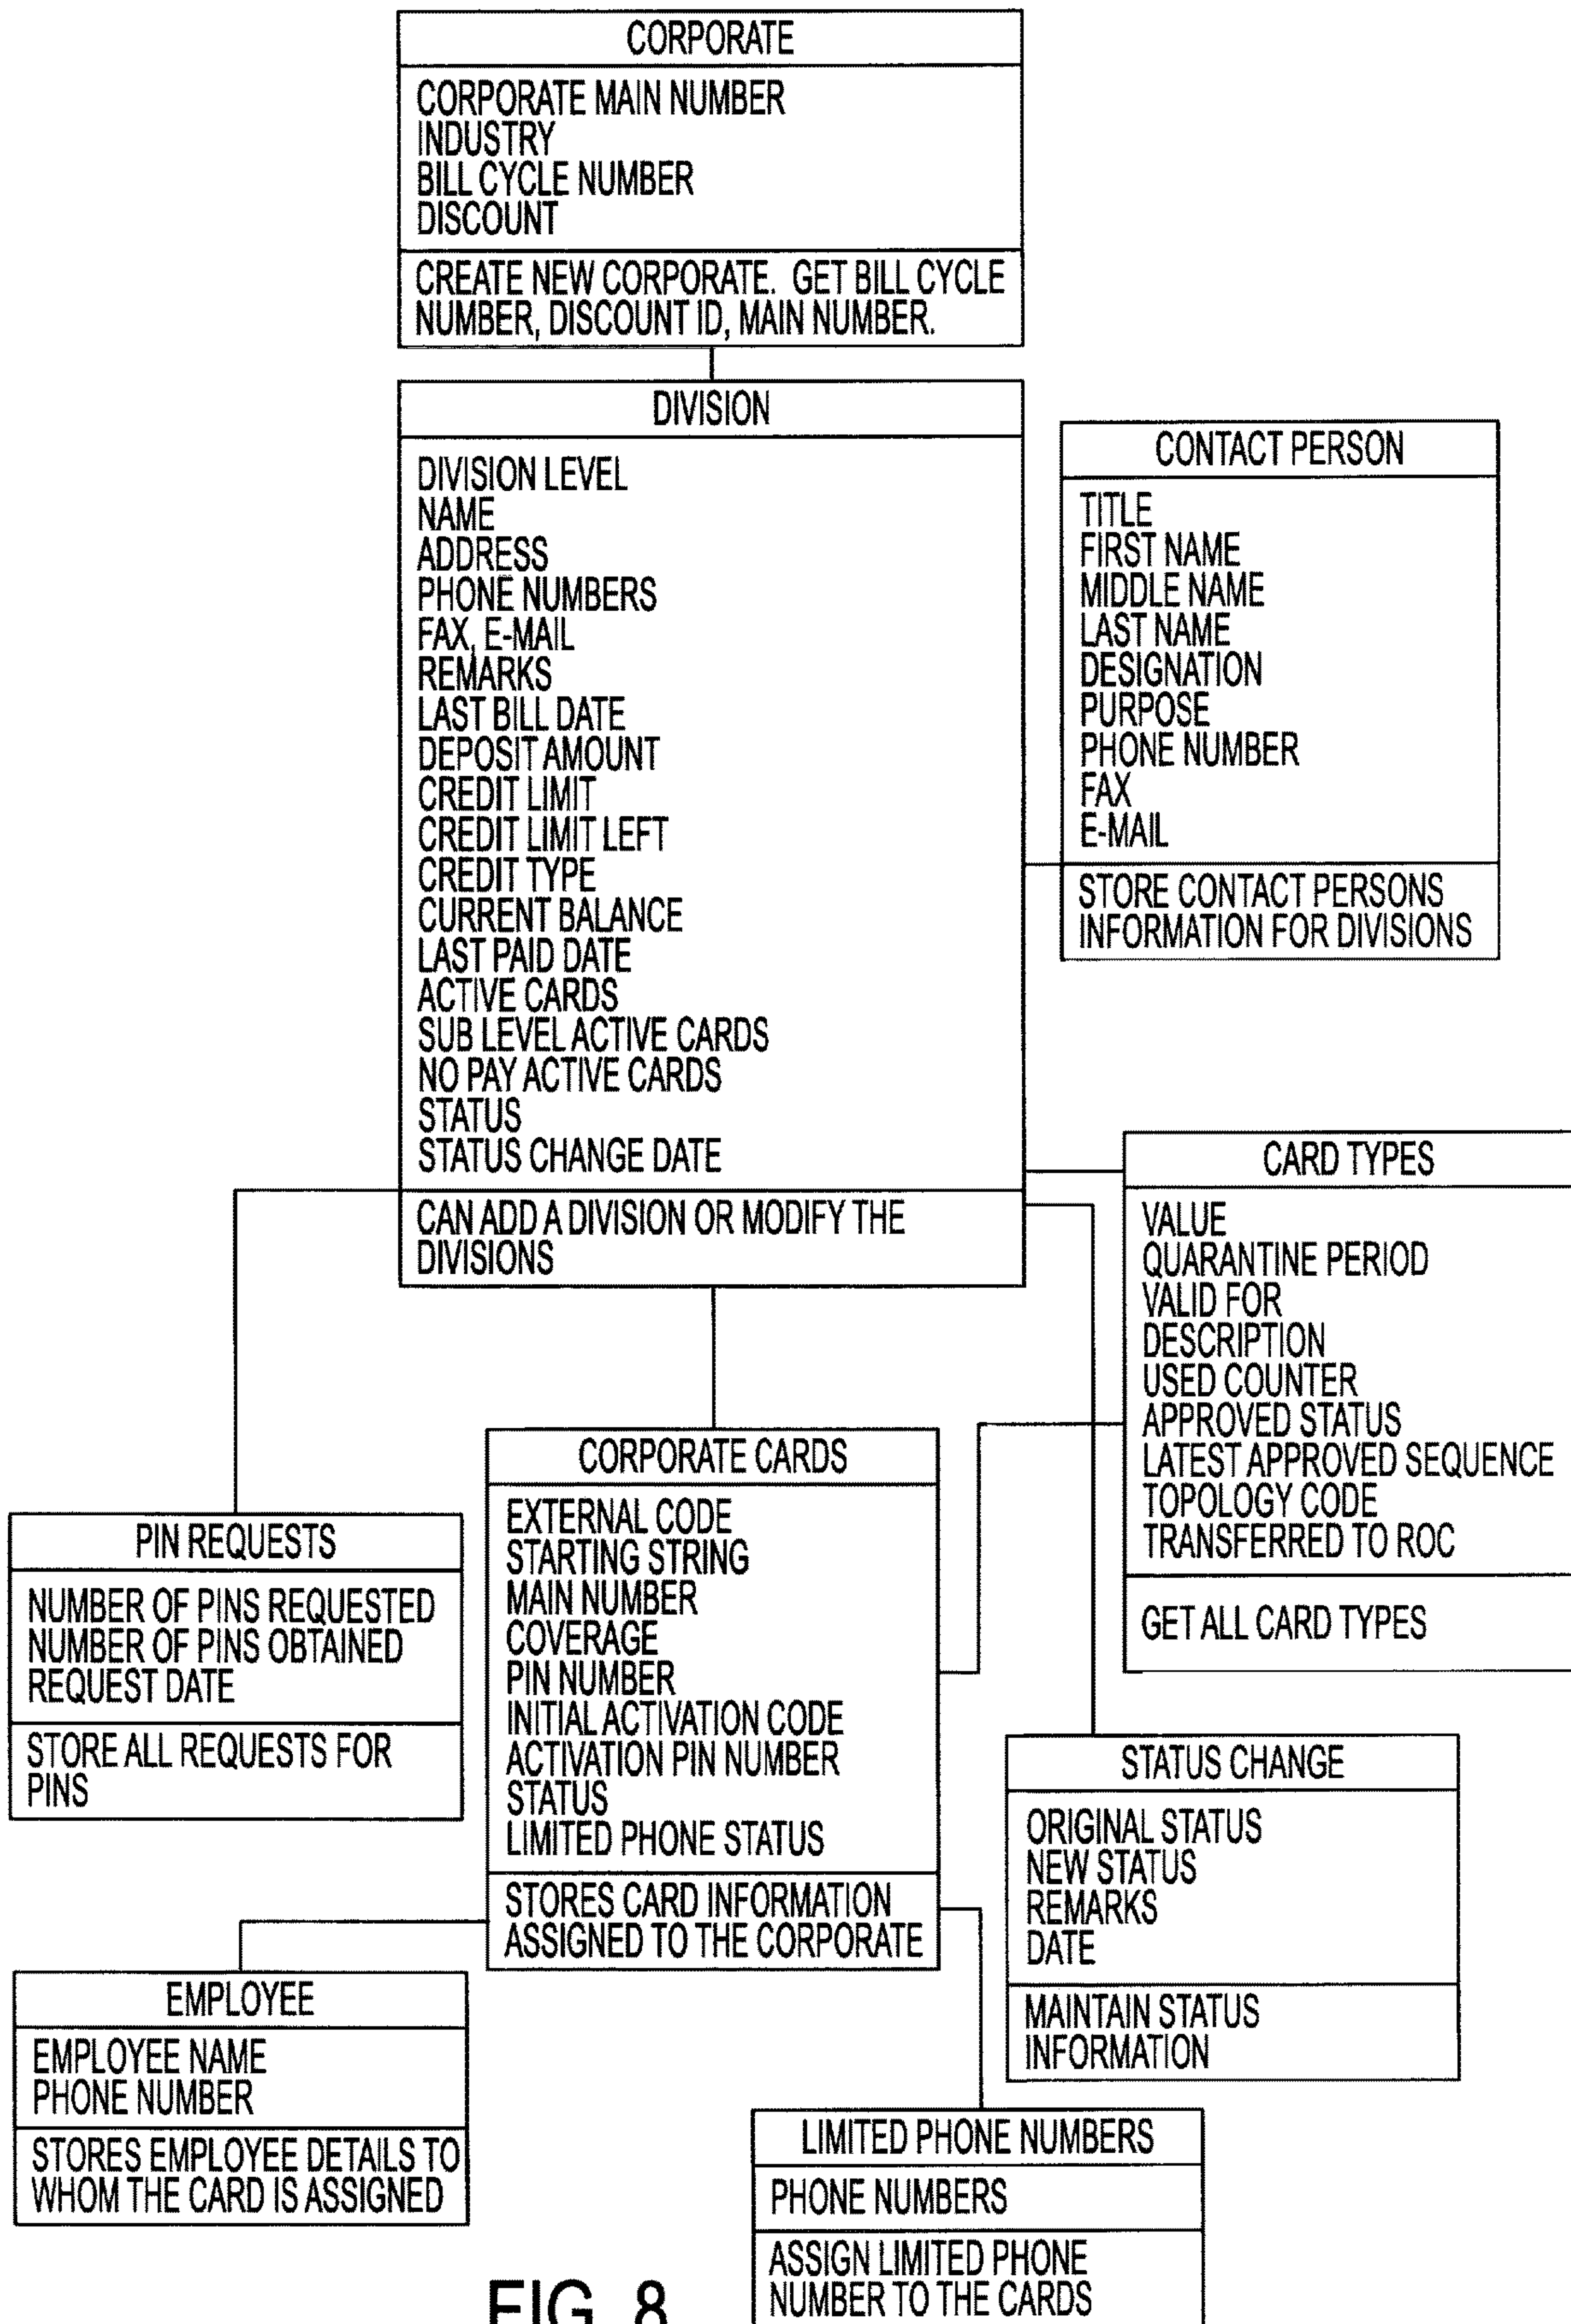 CORPORATE
CORPORATE MAIN NUMBER
INDUSTRY
BILL CYCLE NUMBER
DISCOUNT
CREATE NEW CORPORATE. GET BILL CYCLE
NUMBER, DISCOUNT ID, MAIN NUMBER.
DIVISION
DIVISION LEVEL
NAME
ADDRESS
PHONE NUMBERS
FAX, E-MAIL
REMARKS
LAST BILL DATE
DEPOSIT AMOUNT
CREDIT LIMIT
CREDIT LIMIT LEFT
CREDIT TYPE
CURRENT BALANCE
LAST PAID DATE
ACTIVE CARDS
SUB LEVEL ACTIVE CARDS
NO PAY ACTIVE CARDS
STATUS
STATUS CHANGE DATE
CAN ADD A DIVISION OR MODIFY THE
DIVISIONS
CONTACT PERSON
TITLE
FIRST NAME
MIDDLE NAME
LAST NAME
DESIGNATION
PURPOSE
PHONE NUMBER
FAX
E-MAIL
STORE CONTACT PERSONS
INFORMATION FOR DIVISIONS
CARD TYPES
VALUE
QUARANTINE PERIOD
VALID FOR
DESCRIPTION
USED COUNTER
APPROVED STATUS
LATEST APPROVED SEQUENCE
TOPOLOGY CODE
TRANSFERRED TO ROC
GET ALL CARD TYPES
CORPORATE CARDS
EXTERNAL CODE
STARTING STRING
MAIN NUMBER
COVERAGE
PIN NUMBER
INITIAL ACTIVATION CODE
ACTIVATION PIN NUMBER
STATUS
LIMITED PHONE STATUS
STORES CARD INFORMATION
ASSIGNED TO THE CORPORATE
PIN REQUESTS
NUMBER OF PINS REQUESTED
NUMBER OF PINS OBTAINED
REQUEST DATE
STORE ALL REQUESTS FOR
PINS
STATUS CHANGE
ORIGINAL STATUS
NEW STATUS
REMARKS
DATE
MAINTAIN STATUS
INFORMATION
EMPLOYEE
EMPLOYEE NAME
PHONE NUMBER
STORES EMPLOYEE DETAILS TO
WHOM THE CARD IS ASSIGNED
LIMITED PHONE NUMBERS
PHONE NUMBERS
ASSIGN LIMITED PHONE
NUMBER TO THE CARDS
FIG. 8